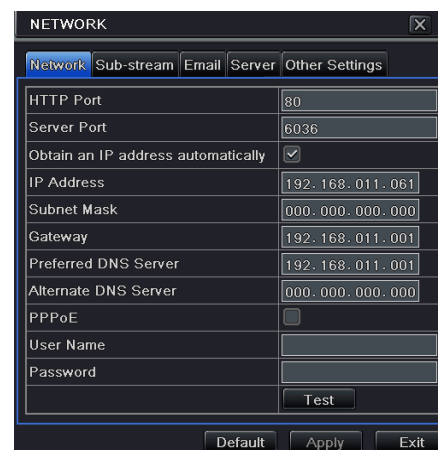 NETWORK
Network Sub-stream Email Server Other Settings
HTTP Port 80
Server Port 6036
Obtain an IP address automatically
IP Address 192.168.011.061
Subnet Mask 000.000.000.000
Gateway 192.168.011.001
Preferred DNS Server 192.168.011.001
Alternate DNS Server 000.000.000.000
PPPoE
User Name
Password
Test
Default Apply Exit